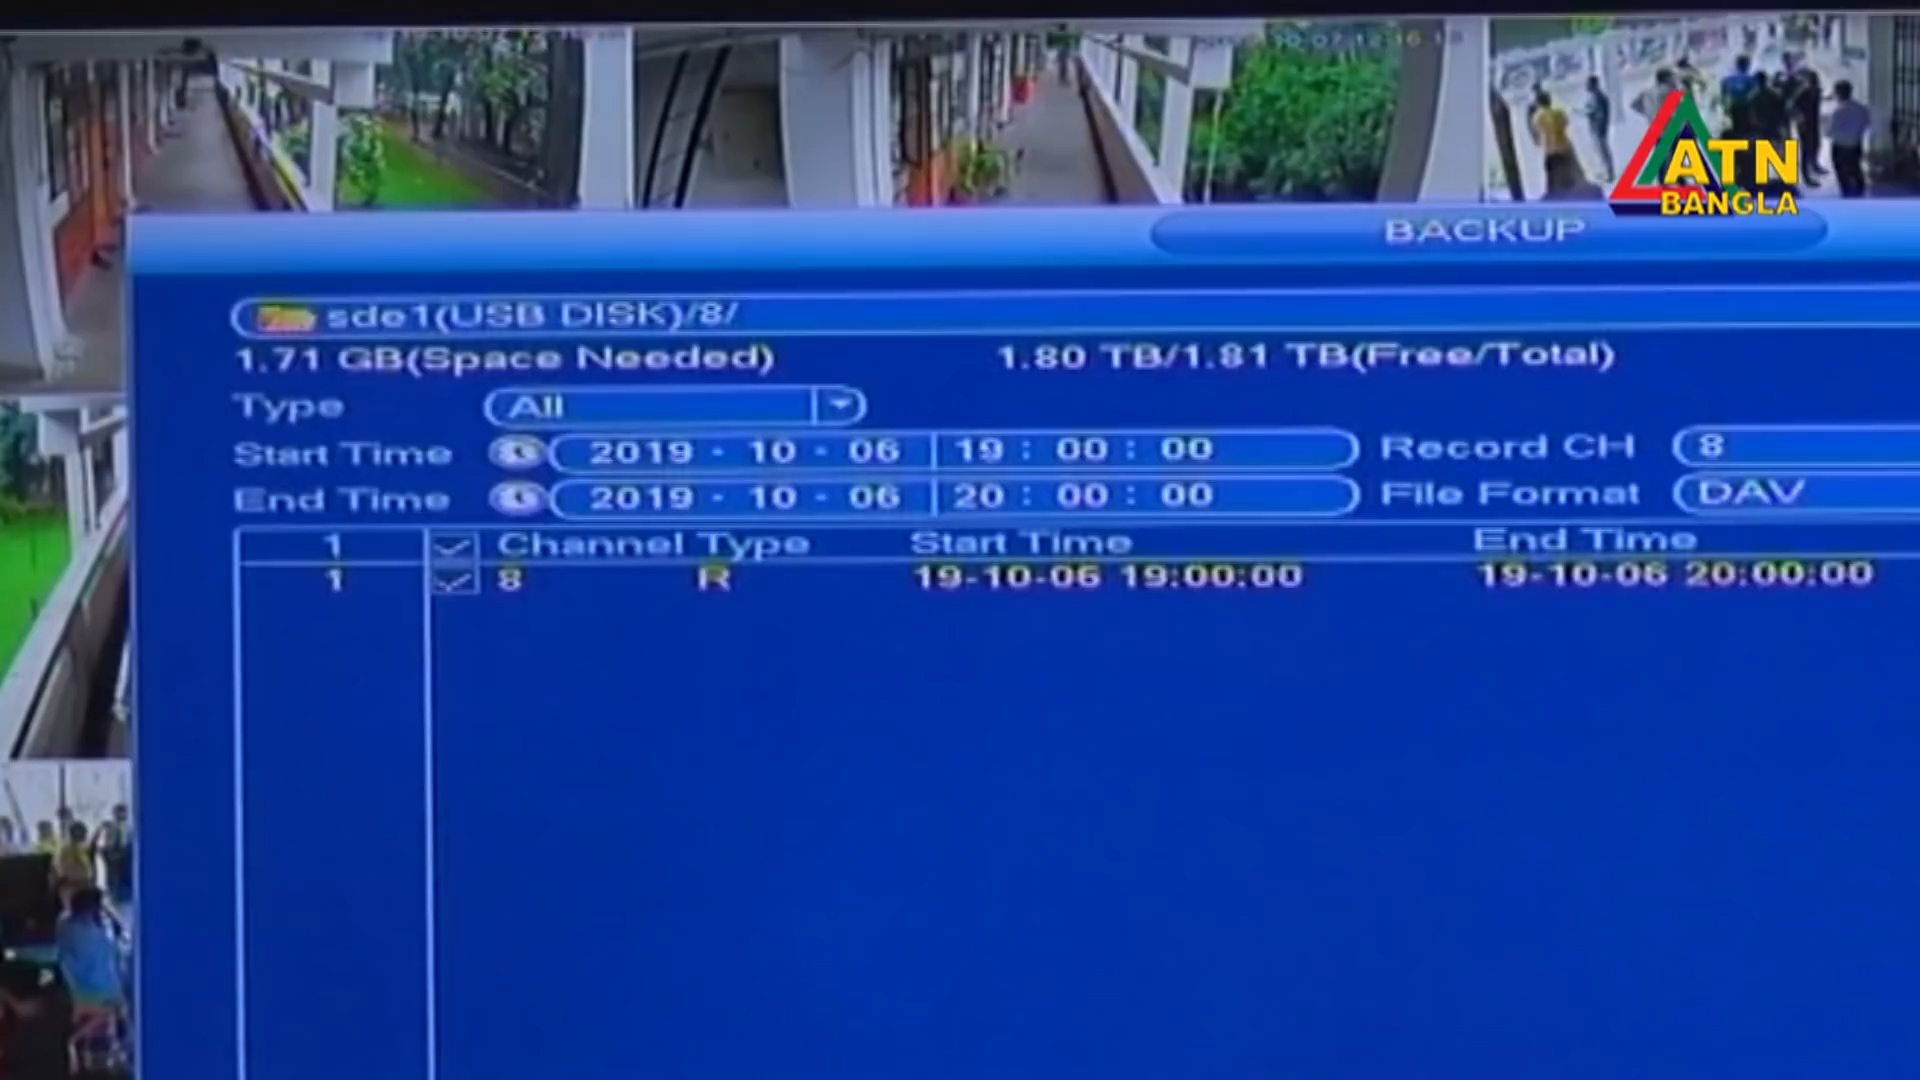 ATN
BANGLA
BACKUP
sde1(USB DISK)/8/
1.71 GB(Space Needed) 1.80 TB/1.81 TB(Free/Total)
Type All
Start Time 2019 - 10 - 06 19 : 00 : 00 Record CH 8
End Time 2019 - 10 - 06 20 : 00 : 00 File Format DAV
1 Channel Type Start Time End Time
1 8 R 19-10-06 19:00:00 19-10-06 20:00:00